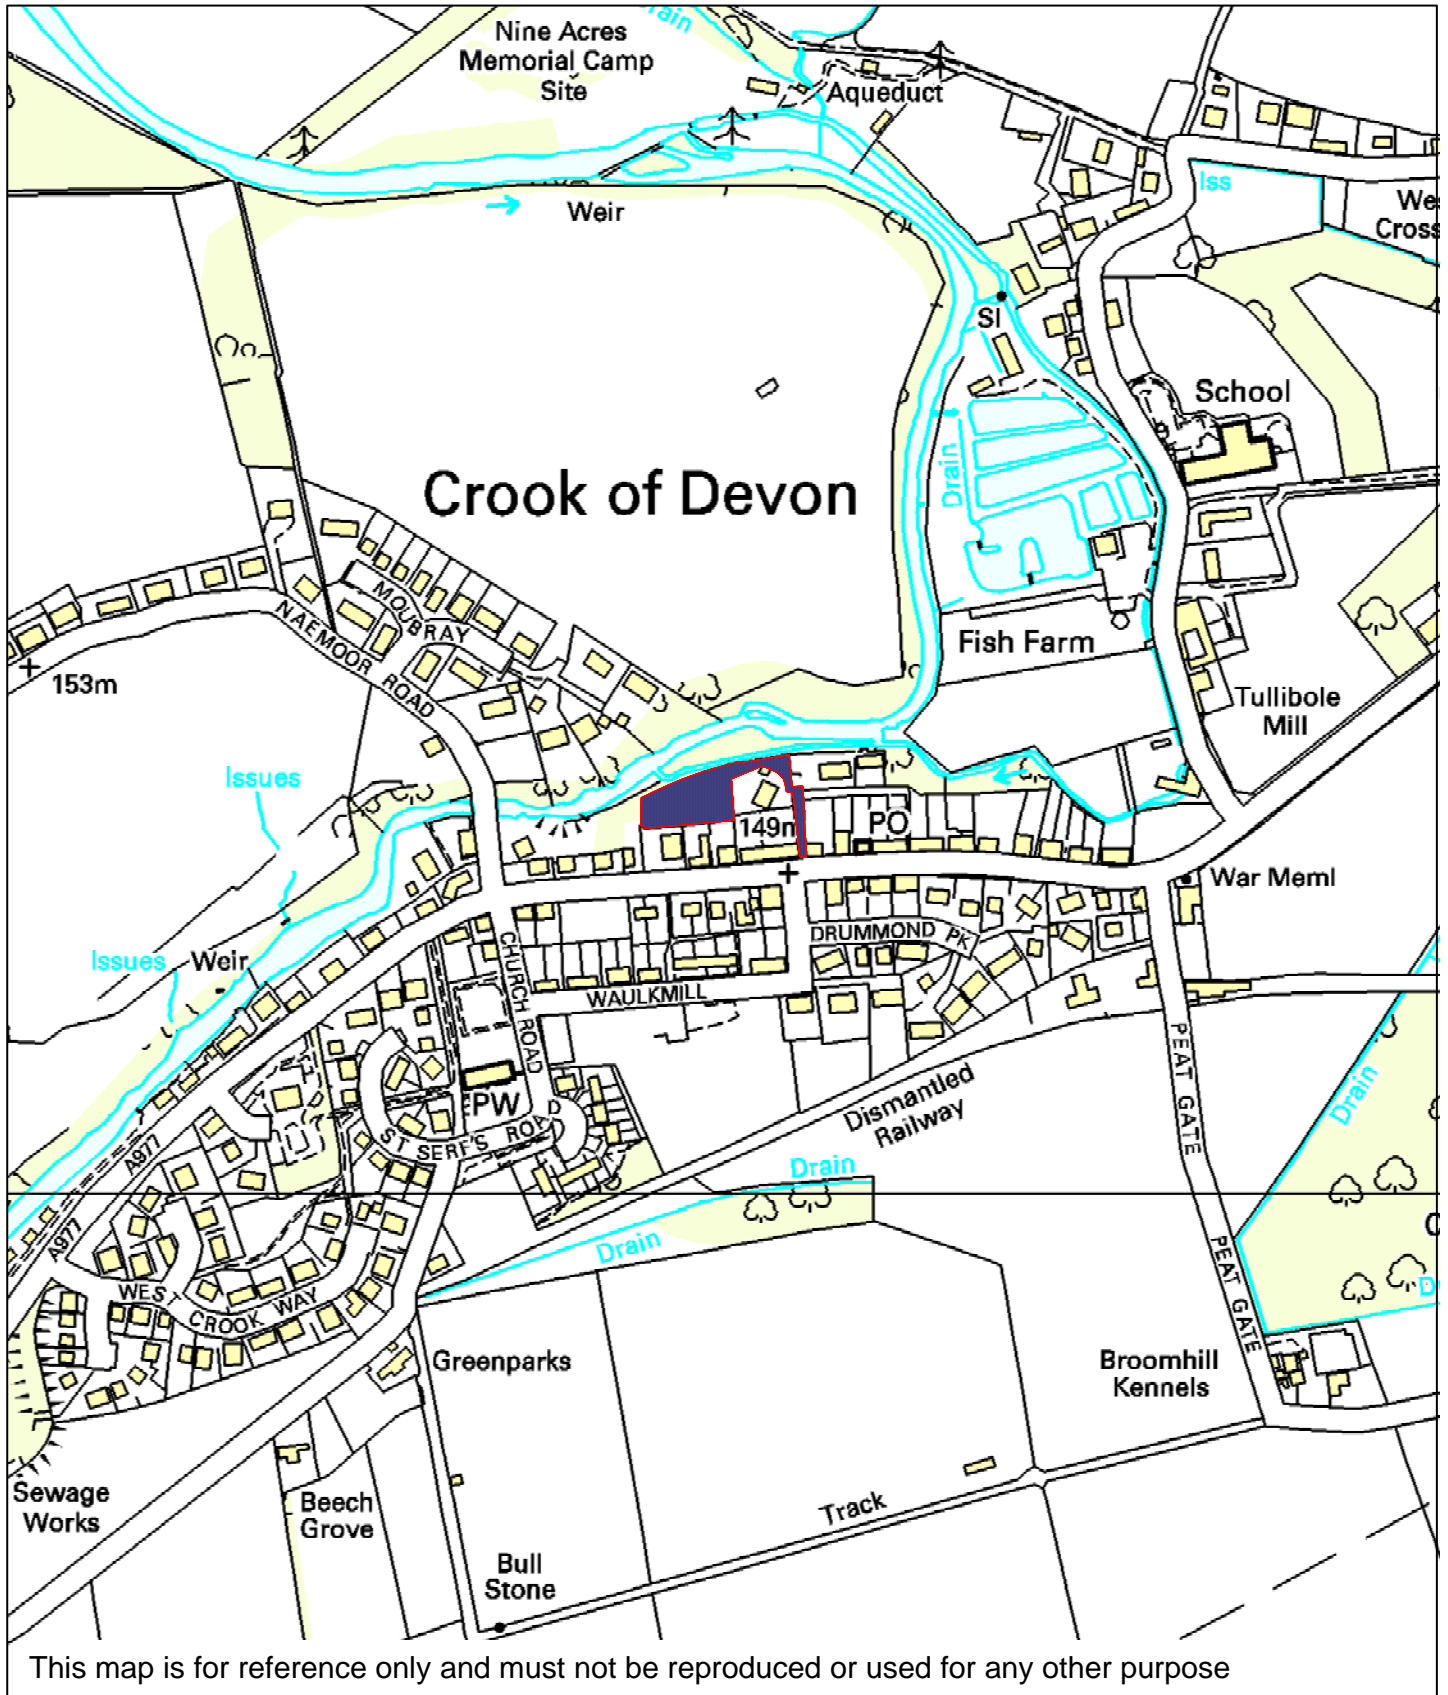 Drain
Nine Acres
Memorial Camp
Site
Aqueduct
Iss
Weir
SI
School
Crook of Devon
Drain
MOUBRAY
NAEMOOR ROAD
Fish Farm
153m
Tullibole
Mill
Issues
149m
PO
War Meml
DRUMMOND PK
CHURCH ROAD
Issues
Weir
WAULKMILL
PEAT GATE
Drain
PW
Dismantled
Railway
ST SERF'S ROAD
A977
Drain
A977
Drain
PEAT GATE
WEST CROOK WAY
Greenparks
Broomhill
Kennels
Sewage
Works
Beech
Grove
Track
Bull
Stone
This map is for reference only and must not be reproduced or used for any other purpose